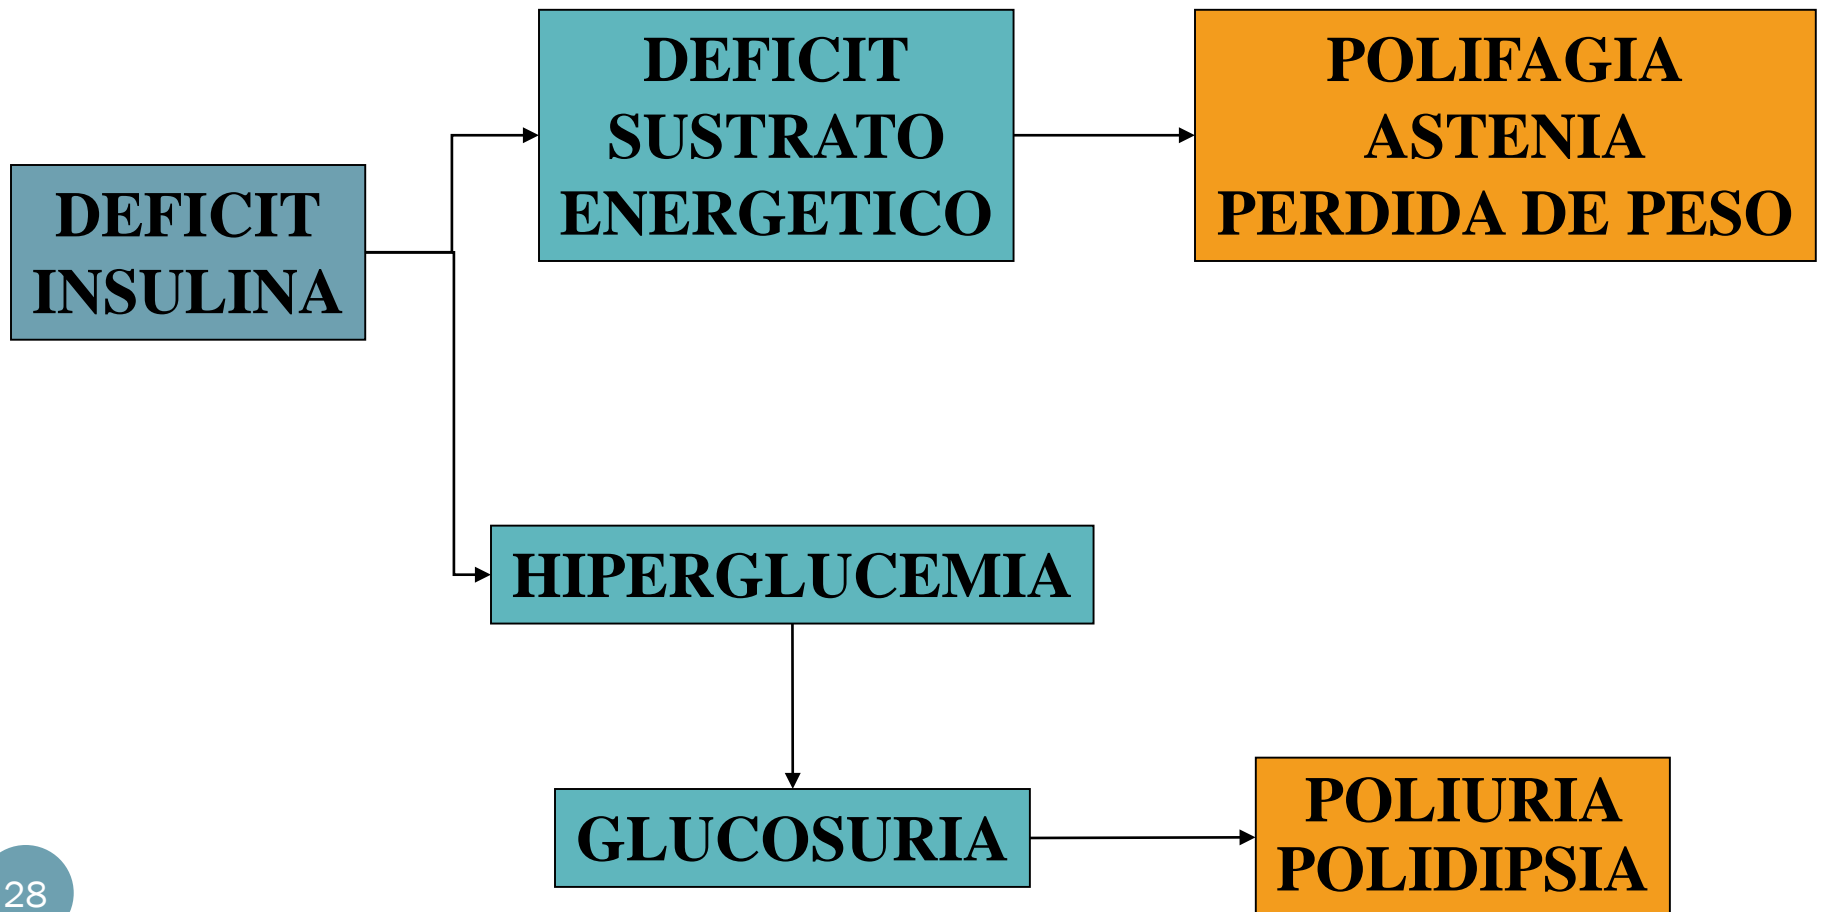 DEFICIT
INSULINA
DEFICIT
SUSTRATO
ENERGETICO
POLIFAGIA
ASTENIA
PERDIDA DE PESO
HIPERGLUCEMIA
GLUCOSURIA
POLIURIA
POLIDIPSIA
28